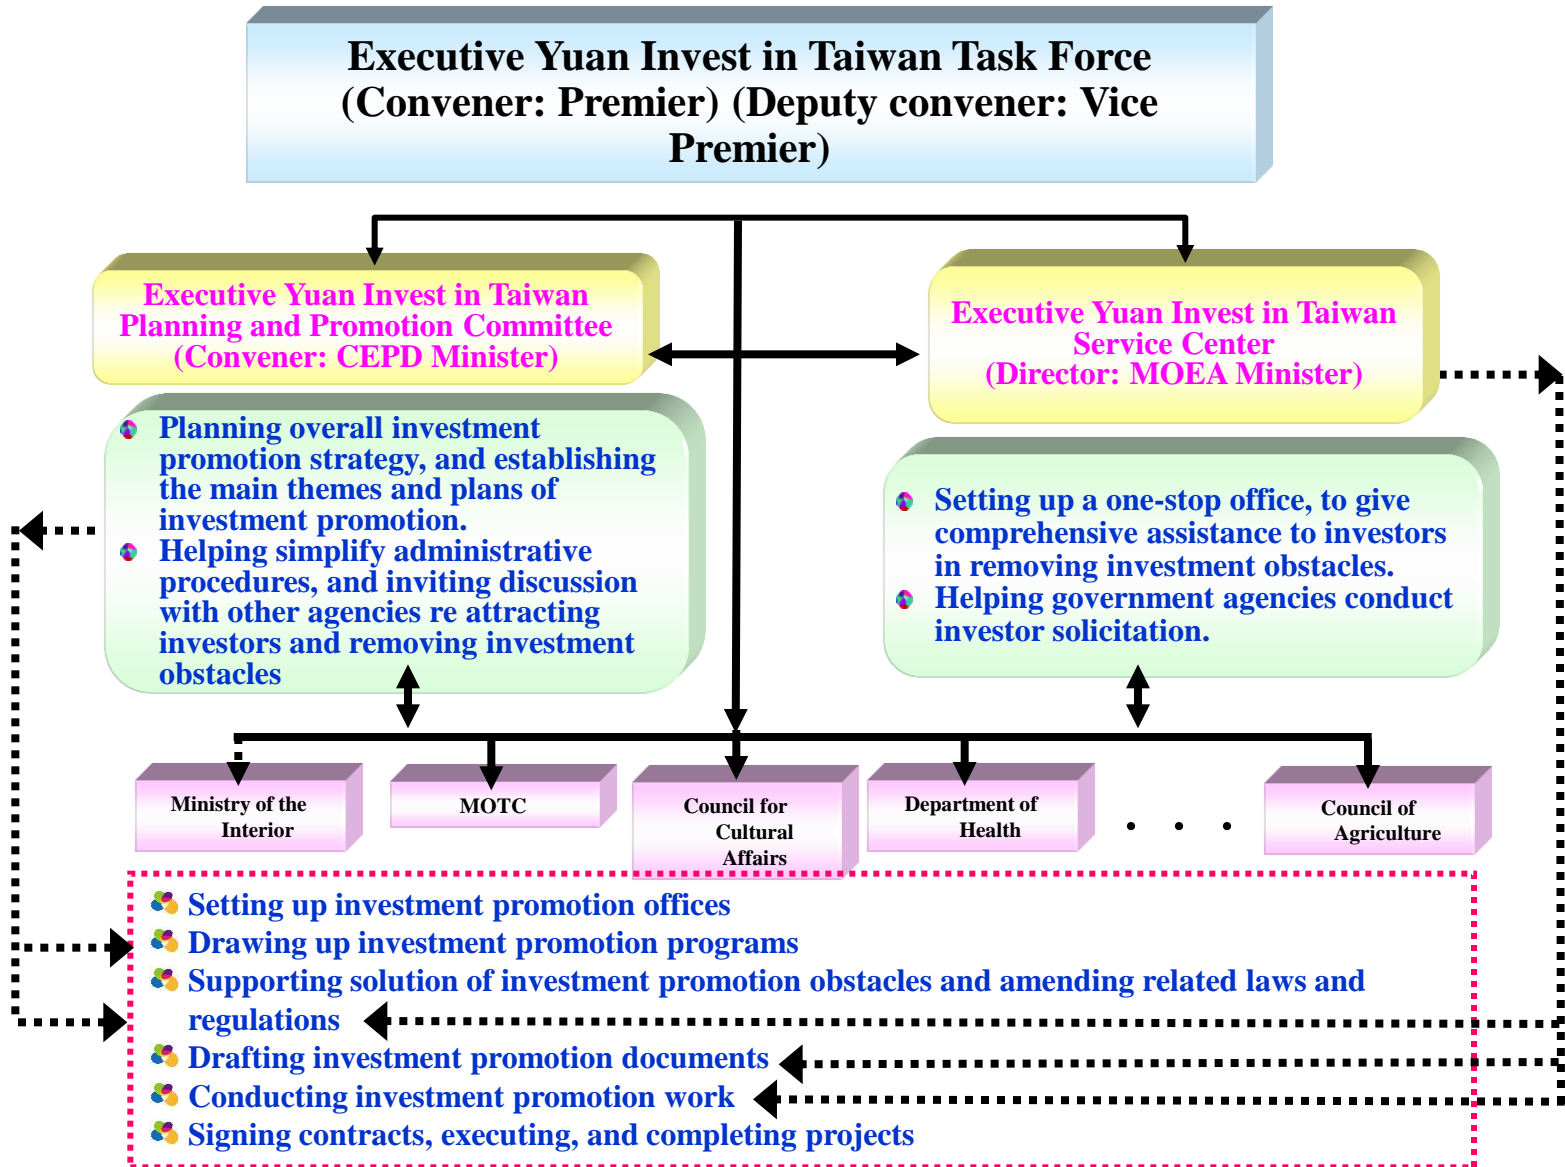 Executive Yuan Invest in Taiwan Task Force
(Convener: Premier) (Deputy convener: Vice
Premier)
Executive Yuan Invest in Taiwan
Planning and Promotion Committee
(Convener: CEPD Minister)
Executive Yuan Invest in Taiwan
Service Center
(Director: MOEA Minister)
Planning overall investment
promotion strategy, and establishing
the main themes and plans of
investment promotion.
Helping simplify administrative
procedures, and inviting discussion
with other agencies re attracting
investors and removing investment
obstacles
Setting up a one-stop office, to give
comprehensive assistance to investors
in removing investment obstacles.
Helping government agencies conduct
investor solicitation.
Ministry of the
Interior
MOTC
Council for
Cultural
Affairs
Department of
Health
. . .
Council of
Agriculture
Setting up investment promotion offices
Drawing up investment promotion programs
Supporting solution of investment promotion obstacles and amending related laws and
regulations
Drafting investment promotion documents
Conducting investment promotion work
Signing contracts, executing, and completing projects